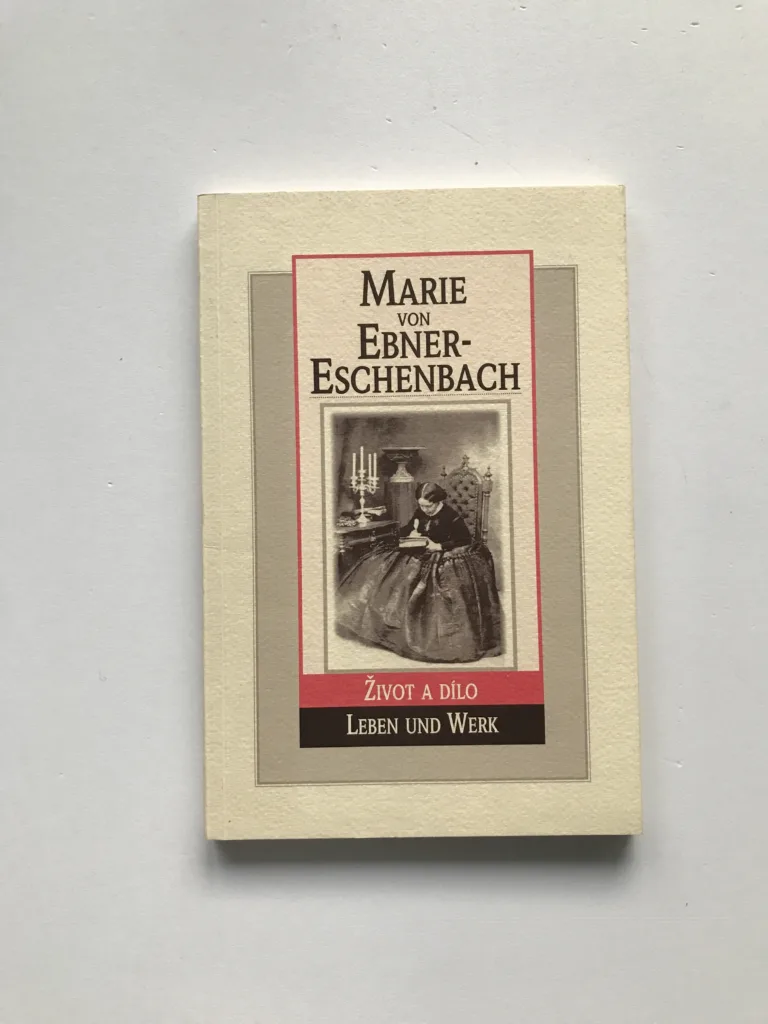 MARIE
VON
EBNER-
ESCHENBACH
ŽIVOT A DÍLO
LEBEN UND WERK